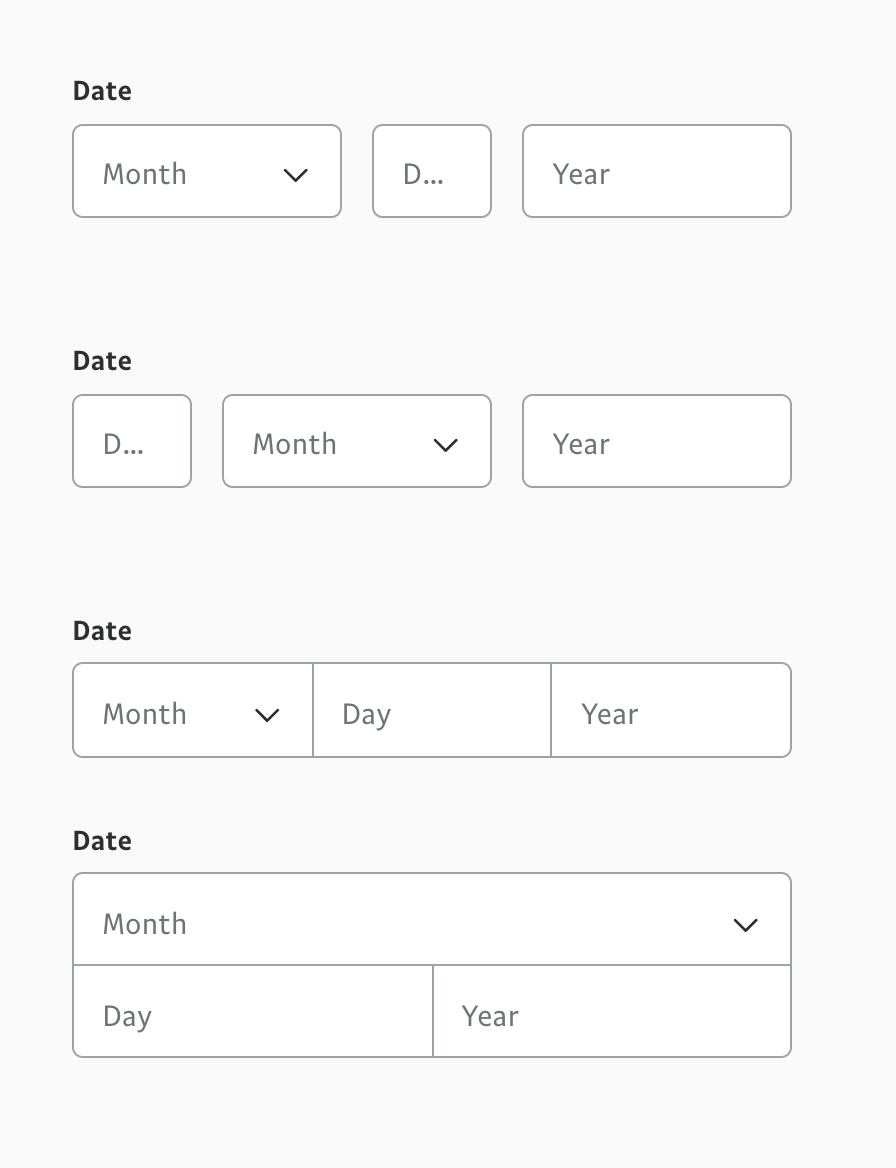 Date
Month D... Year
Date
D... Month Year
Date
Month Day Year
Date
Month
Day Year